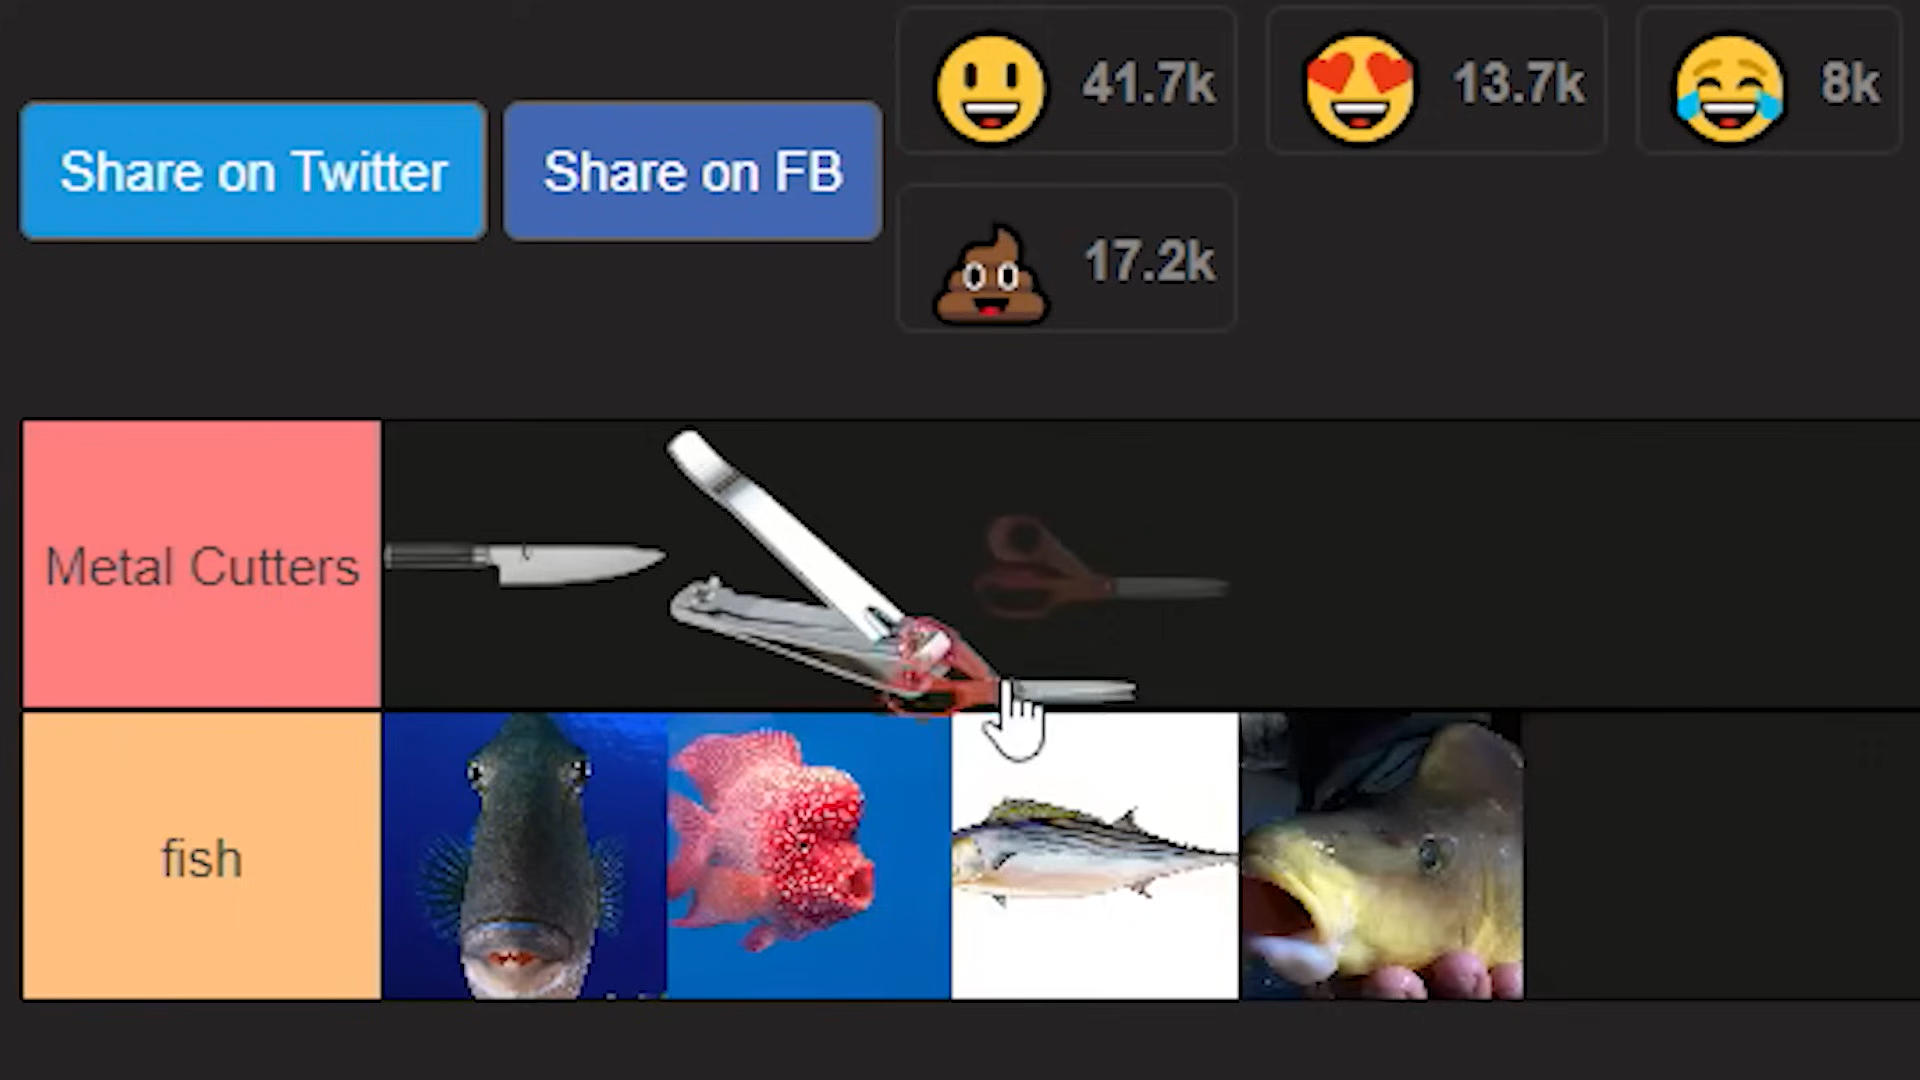 Share on Twitter
Share on FB
41.7k
13.7k
8k
17.2k
Metal Cutters
fish